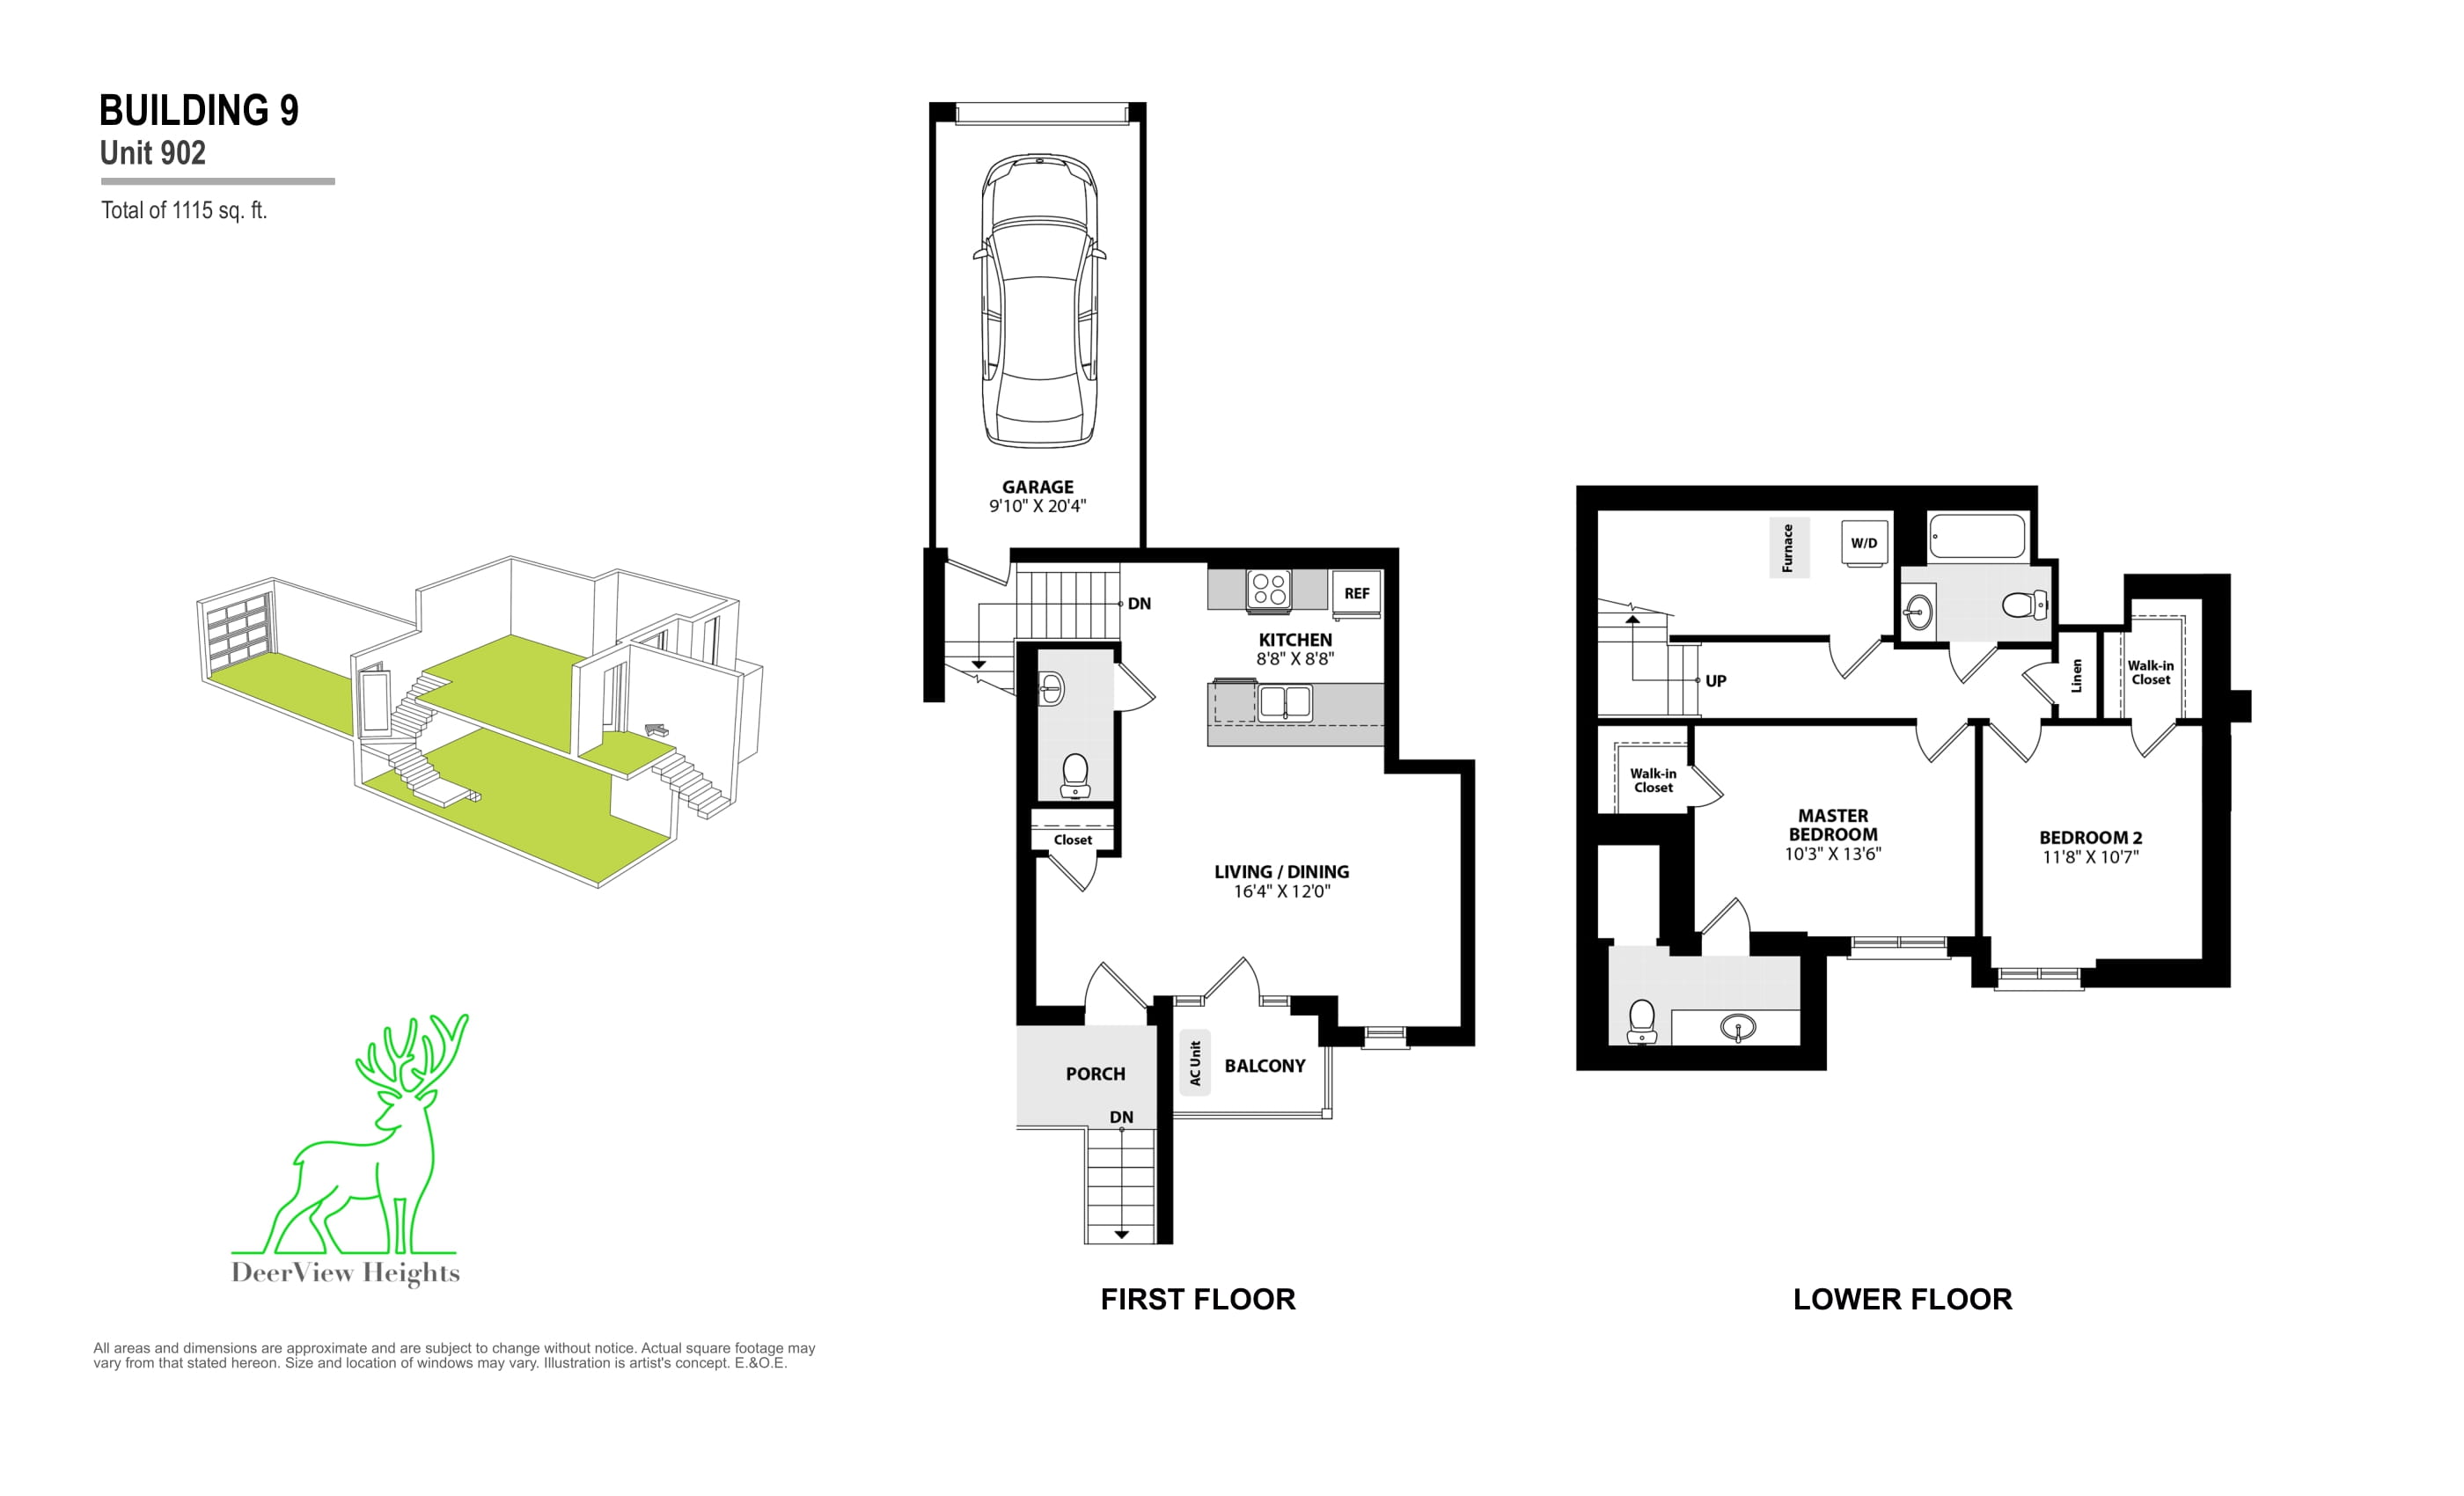 BUILDING 9
Unit 902
Total of 1115 sq. ft.
GARAGE
9'10" X 20'4"
DN
REF
KITCHEN
8'8" X 8'8"
Closet
LIVING / DINING
16'4" X 12'0"
PORCH
DN
AC Unit
BALCONY
FIRST FLOOR
Furnace
W/D
UP
Linen
Walk-in
Closet
Walk-in
Closet
MASTER
BEDROOM
10'3" X 13'6"
BEDROOM 2
11'8" X 10'7"
LOWER FLOOR
DeerView Heights
All areas and dimensions are approximate and are subject to change without notice. Actual square footage may
vary from that stated hereon. Size and location of windows may vary. Illustration is artist's concept. E.&O.E.